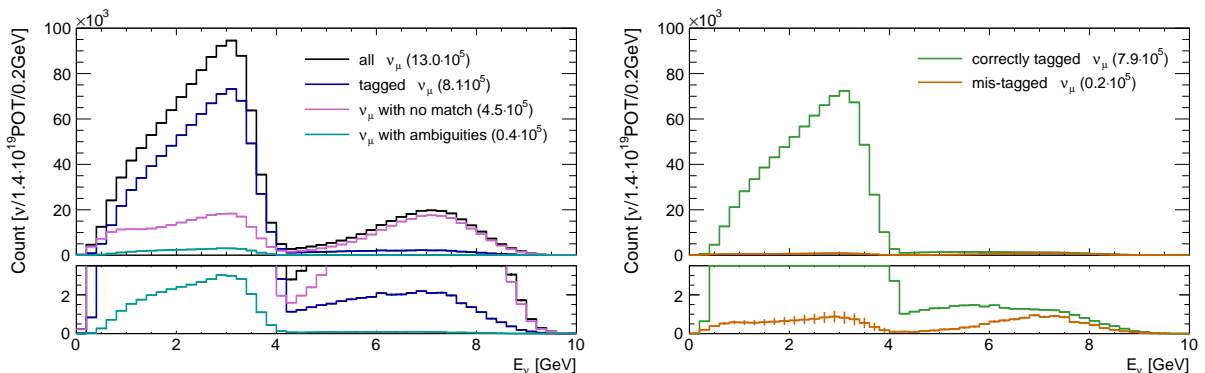 ×10³
100
80
60
40
20
0
Count [ν/1.4·10¹⁹POT/0.2GeV]
all ν_μ (13.0·10⁵)
tagged ν_μ (8.1·10⁵)
ν_μ with no match (4.5·10⁵)
ν_μ with ambiguities (0.4·10⁵)
2
0
0 2 4 6 8 10
E_ν [GeV]
×10³
100
80
60
40
20
0
Count [ν/1.4·10¹⁹POT/0.2GeV]
correctly tagged ν_μ (7.9·10⁵)
mis-tagged ν_μ (0.2·10⁵)
2
0
0 2 4 6 8 10
E_ν [GeV]